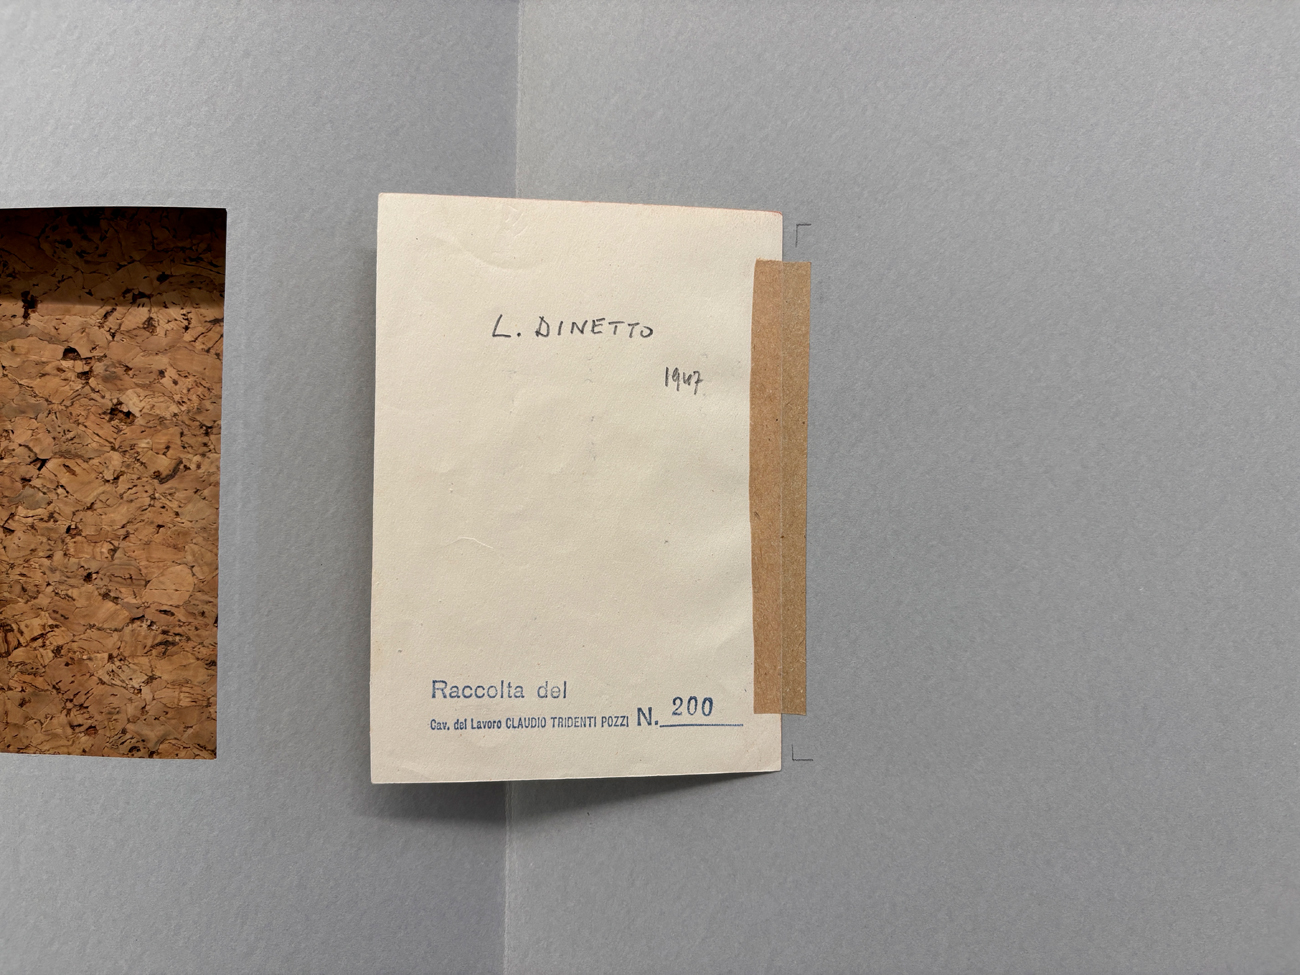 L. DINETTO
1947
Raccolta del
Cav. del Lavoro CLAUDIO TRIDENTI POZZI N. 200